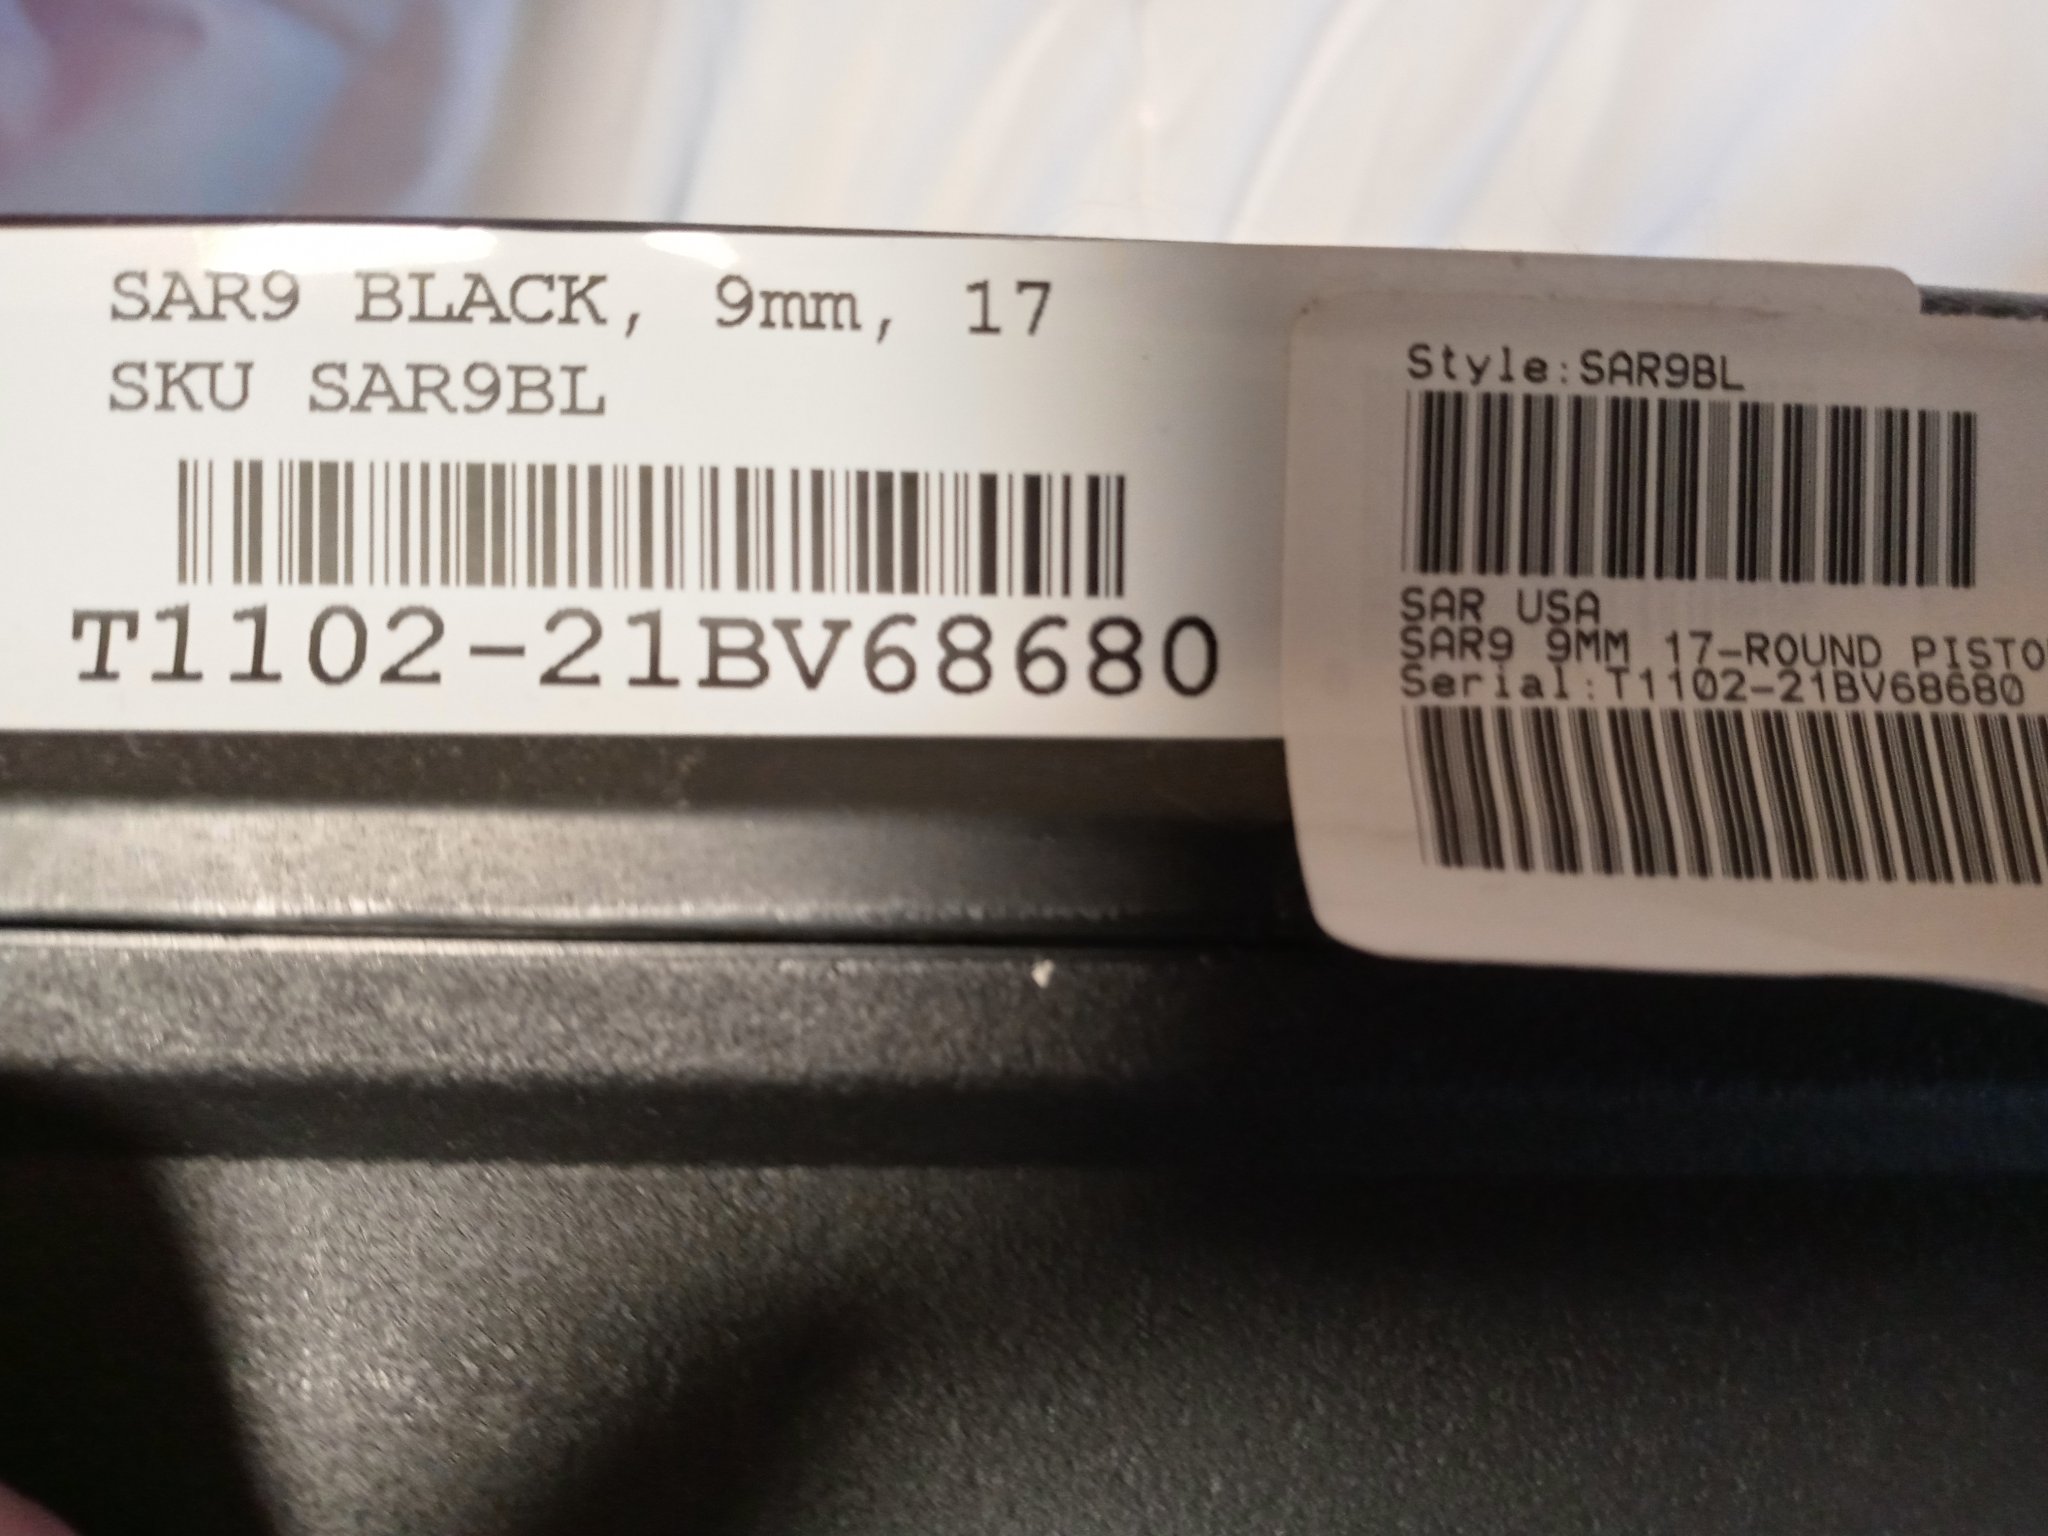 SAR9 BLACK, 9mm, 17
SKU SAR9BL
T1102-21BV68680
Style:SAR9BL
SAR USA
SAR9 9MM 17-ROUND PISTO
Serial:T1102-21BV68680